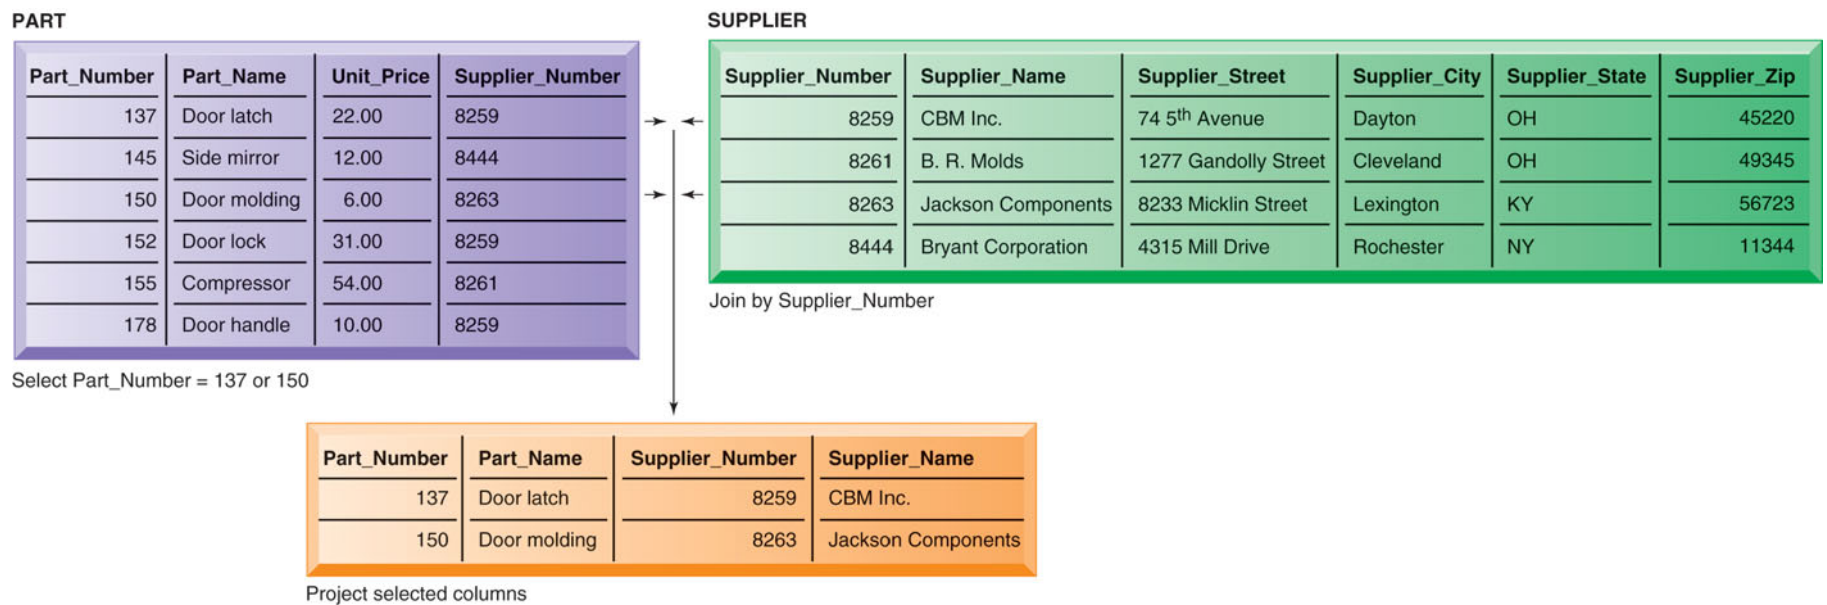 PART
Part_Number Part_Name Unit_Price Supplier_Number
137 Door latch 22.00 8259
145 Side mirror 12.00 8444
150 Door molding 6.00 8263
152 Door lock 31.00 8259
155 Compressor 54.00 8261
178 Door handle 10.00 8259
Select Part_Number = 137 or 150
SUPPLIER
Supplier_Number Supplier_Name Supplier_Street Supplier_City Supplier_State Supplier_Zip
8259 CBM Inc. 74 5th Avenue Dayton OH 45220
8261 B. R. Molds 1277 Gandolly Street Cleveland OH 49345
8263 Jackson Components 8233 Micklin Street Lexington KY 56723
8444 Bryant Corporation 4315 Mill Drive Rochester NY 11344
Join by Supplier_Number
Part_Number Part_Name Supplier_Number Supplier_Name
137 Door latch 8259 CBM Inc.
150 Door molding 8263 Jackson Components
Project selected columns